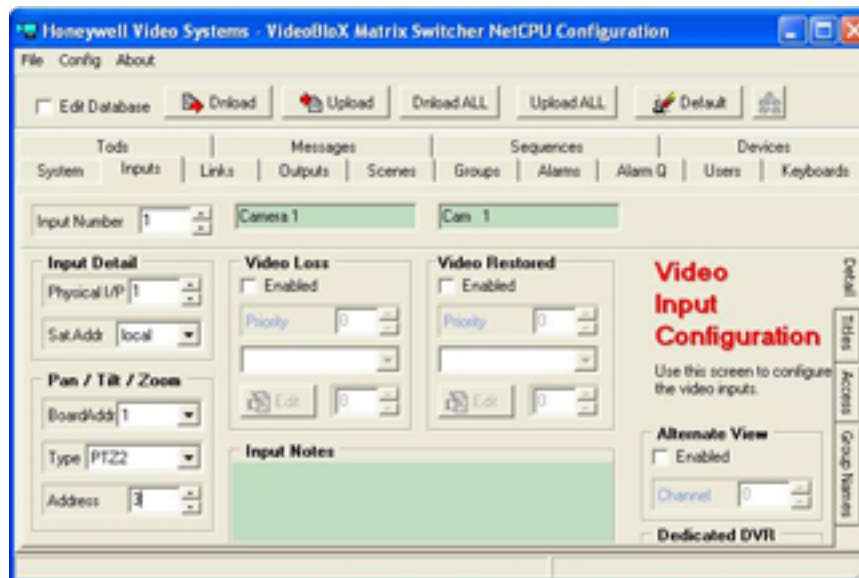 Honeywell Video Systems - VideoBloX Matrix Switcher NetCPU Configuration
File Config About
Edit Database Dnload Upload Dnload ALL Upload ALL Default
Tods Messages Sequences Devices
System Inputs Links Outputs Scenes Groups Alarms Alarm Q Users Keyboards
Input Number 1 Camera 1 Cam 1
Input Detail
Physical I/P 1
Sat.Addr local
Pan / Tilt / Zoom
BoardAddr 1
Type PTZ2
Address 3
Video Loss
Enabled
Priority 0
Edit 0
Video Restored
Enabled
Priority 0
Edit 0
Input Notes
Video
Input
Configuration
Use this screen to configure
the video inputs.
Alternate View
Enabled
Channel 0
Dedicated DVR
Detail
Titles
Access
Group Names